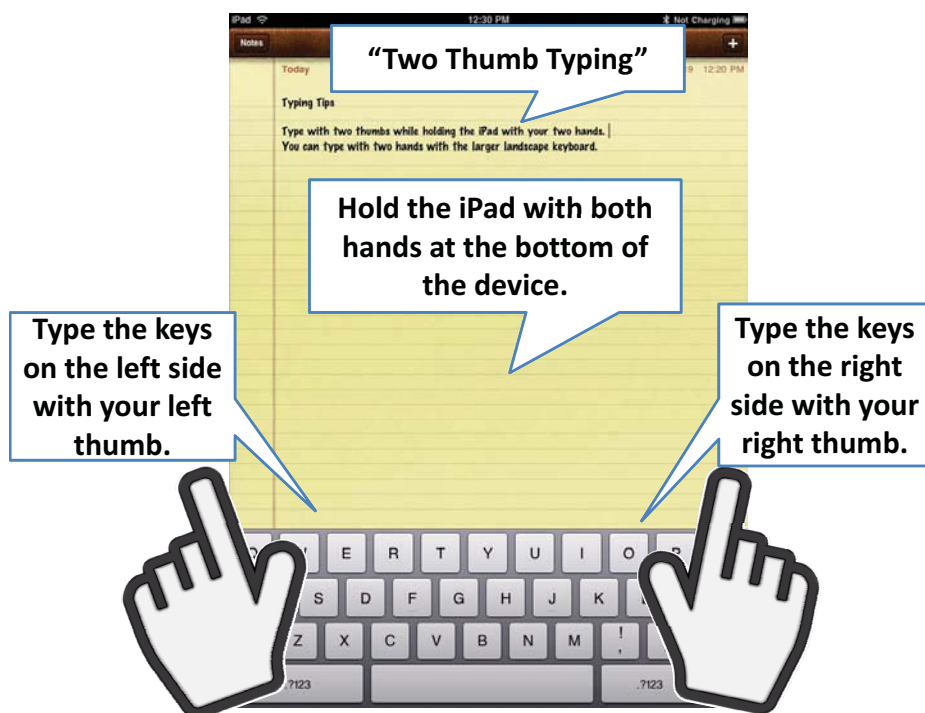 iPad 12:30 PM Not Charging
Notes +
“Two Thumb Typing”
Today 12:20 PM
Typing Tips
Type with two thumbs while holding the iPad with your two hands.
You can type with two hands with the larger landscape keyboard.
Hold the iPad with both
hands at the bottom of
the device.
Type the keys
on the left side
with your left
thumb.
Type the keys
on the right
side with your
right thumb.
E R T Y U I O P
S D F G H J K
Z X C V B N M ! ,
.?123 .?123